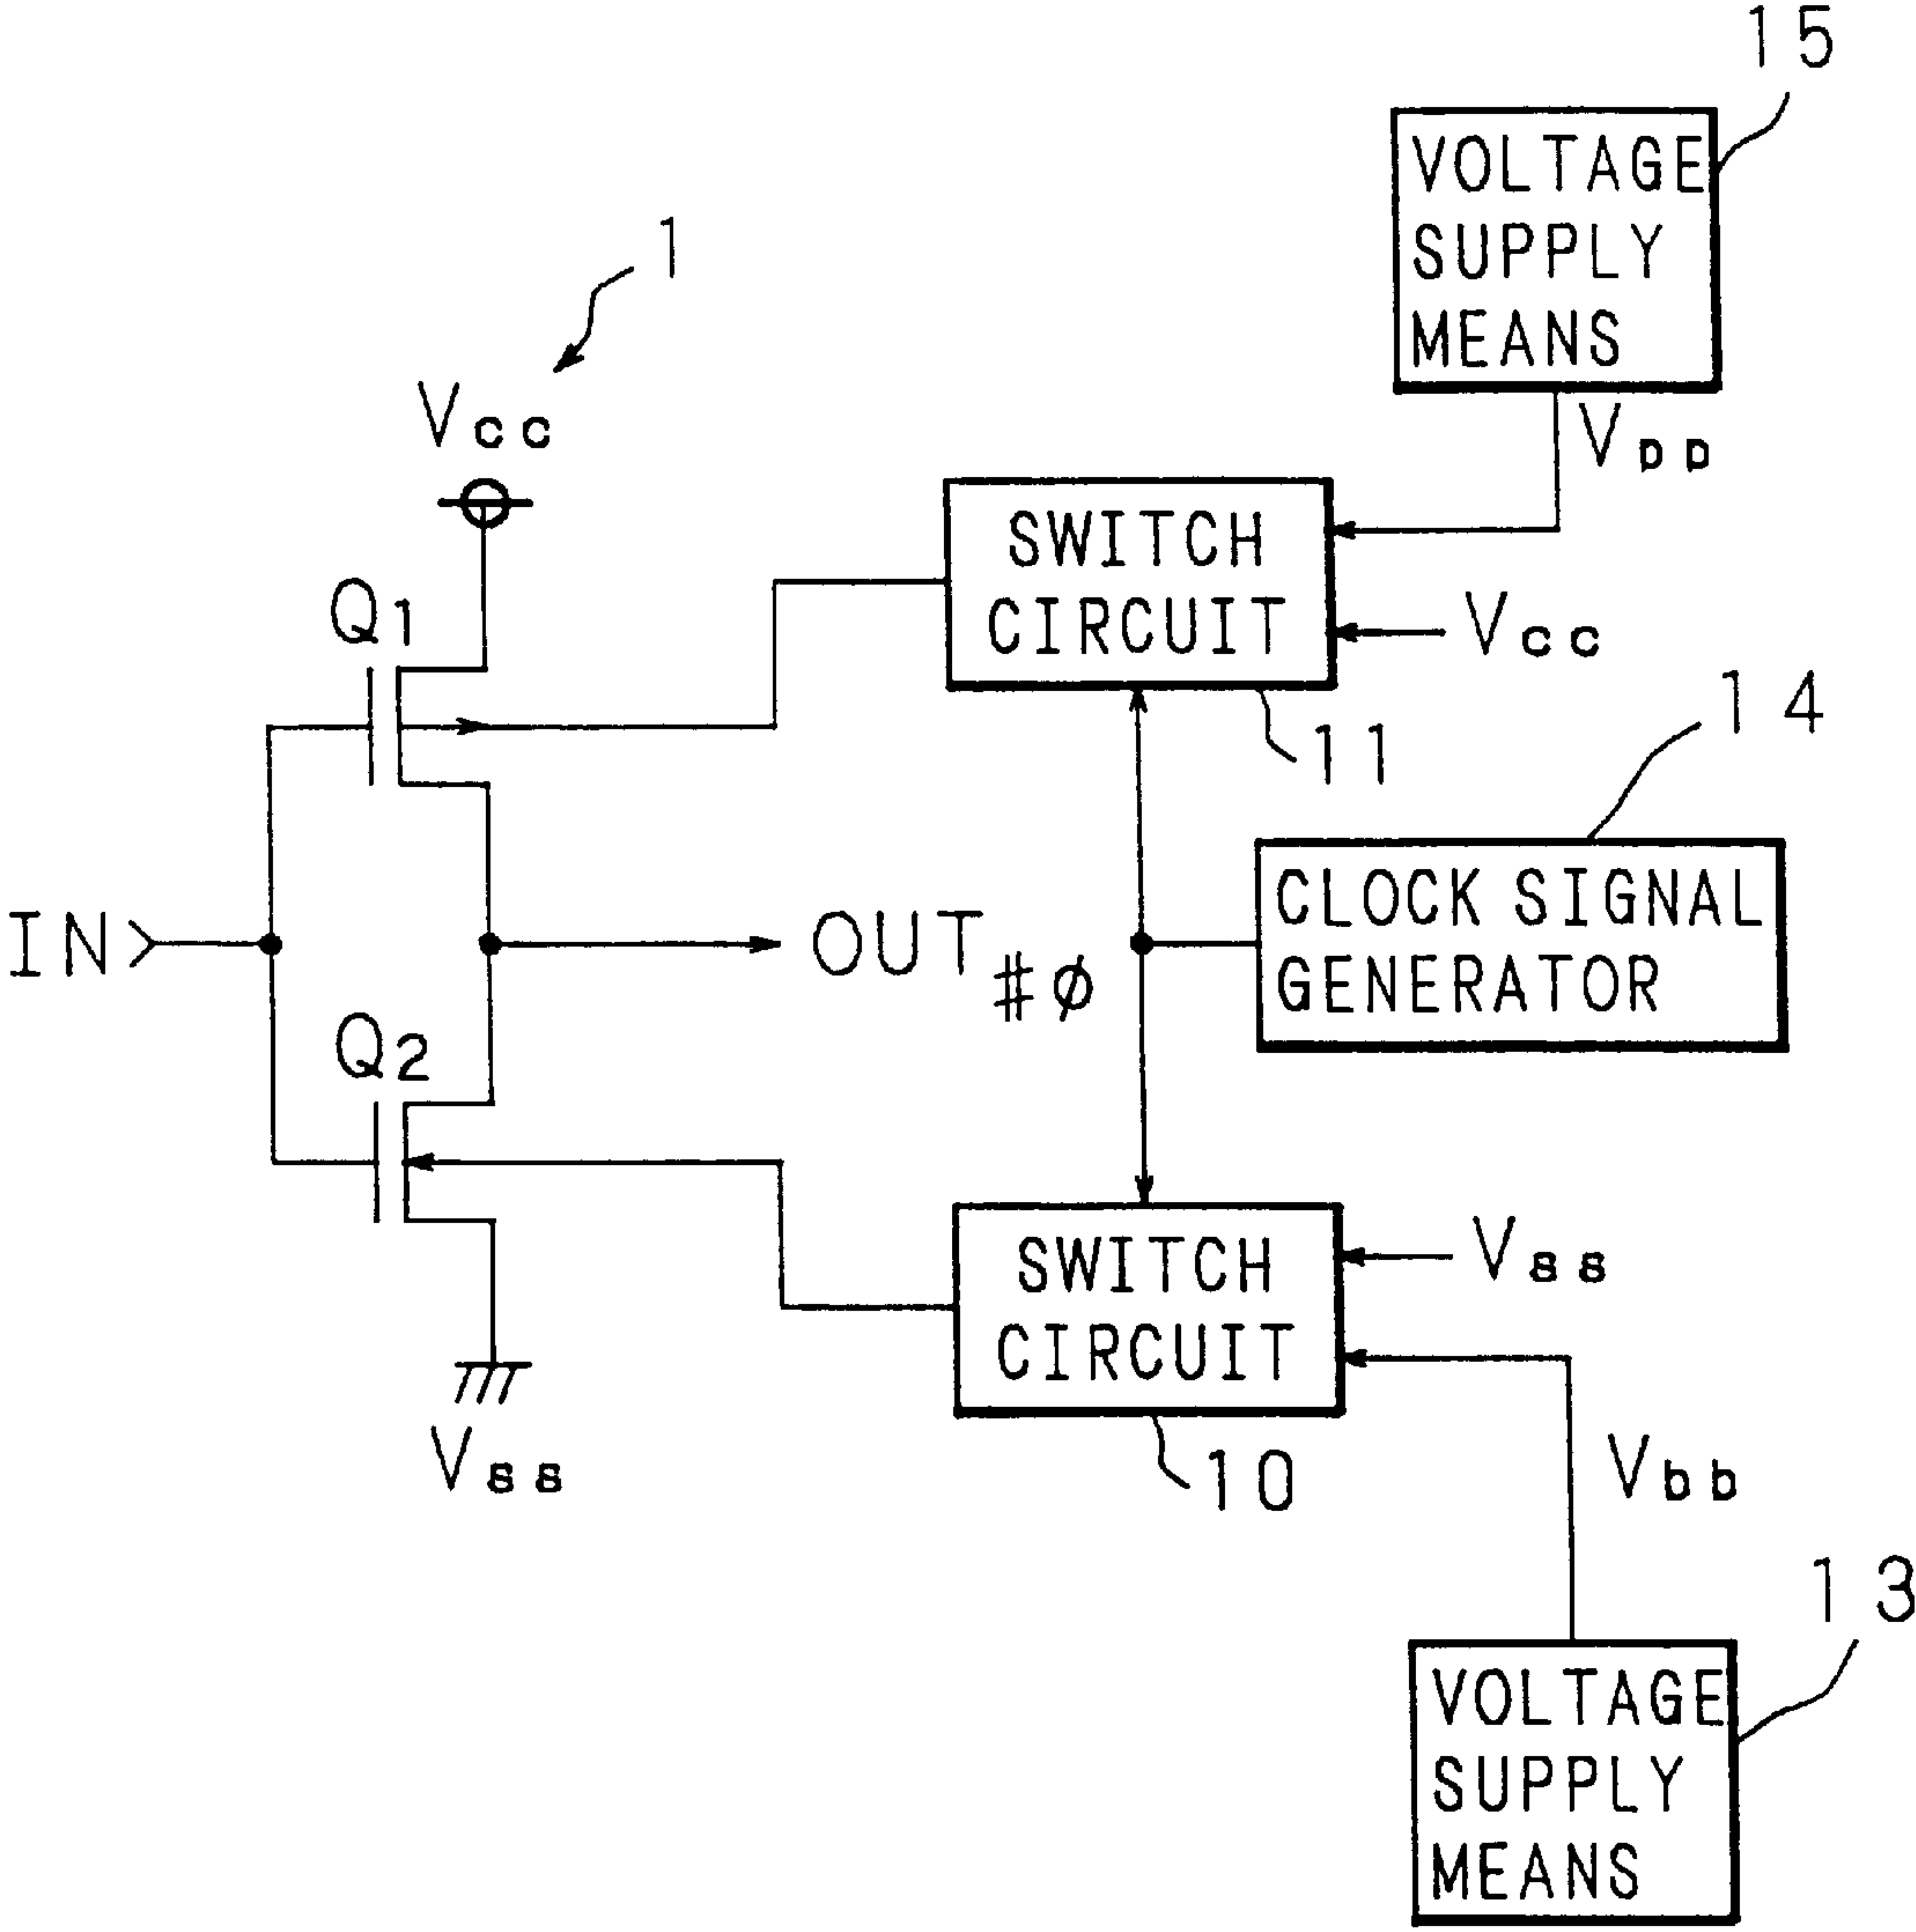 15
VOLTAGE
SUPPLY
MEANS
1
Vcc
Vpp
SWITCH
CIRCUIT
Q1
Vcc
14
11
CLOCK SIGNAL
GENERATOR
IN
OUT
#Ø
Q2
SWITCH
CIRCUIT
Vss
Vss
10
Vbb
13
VOLTAGE
SUPPLY
MEANS